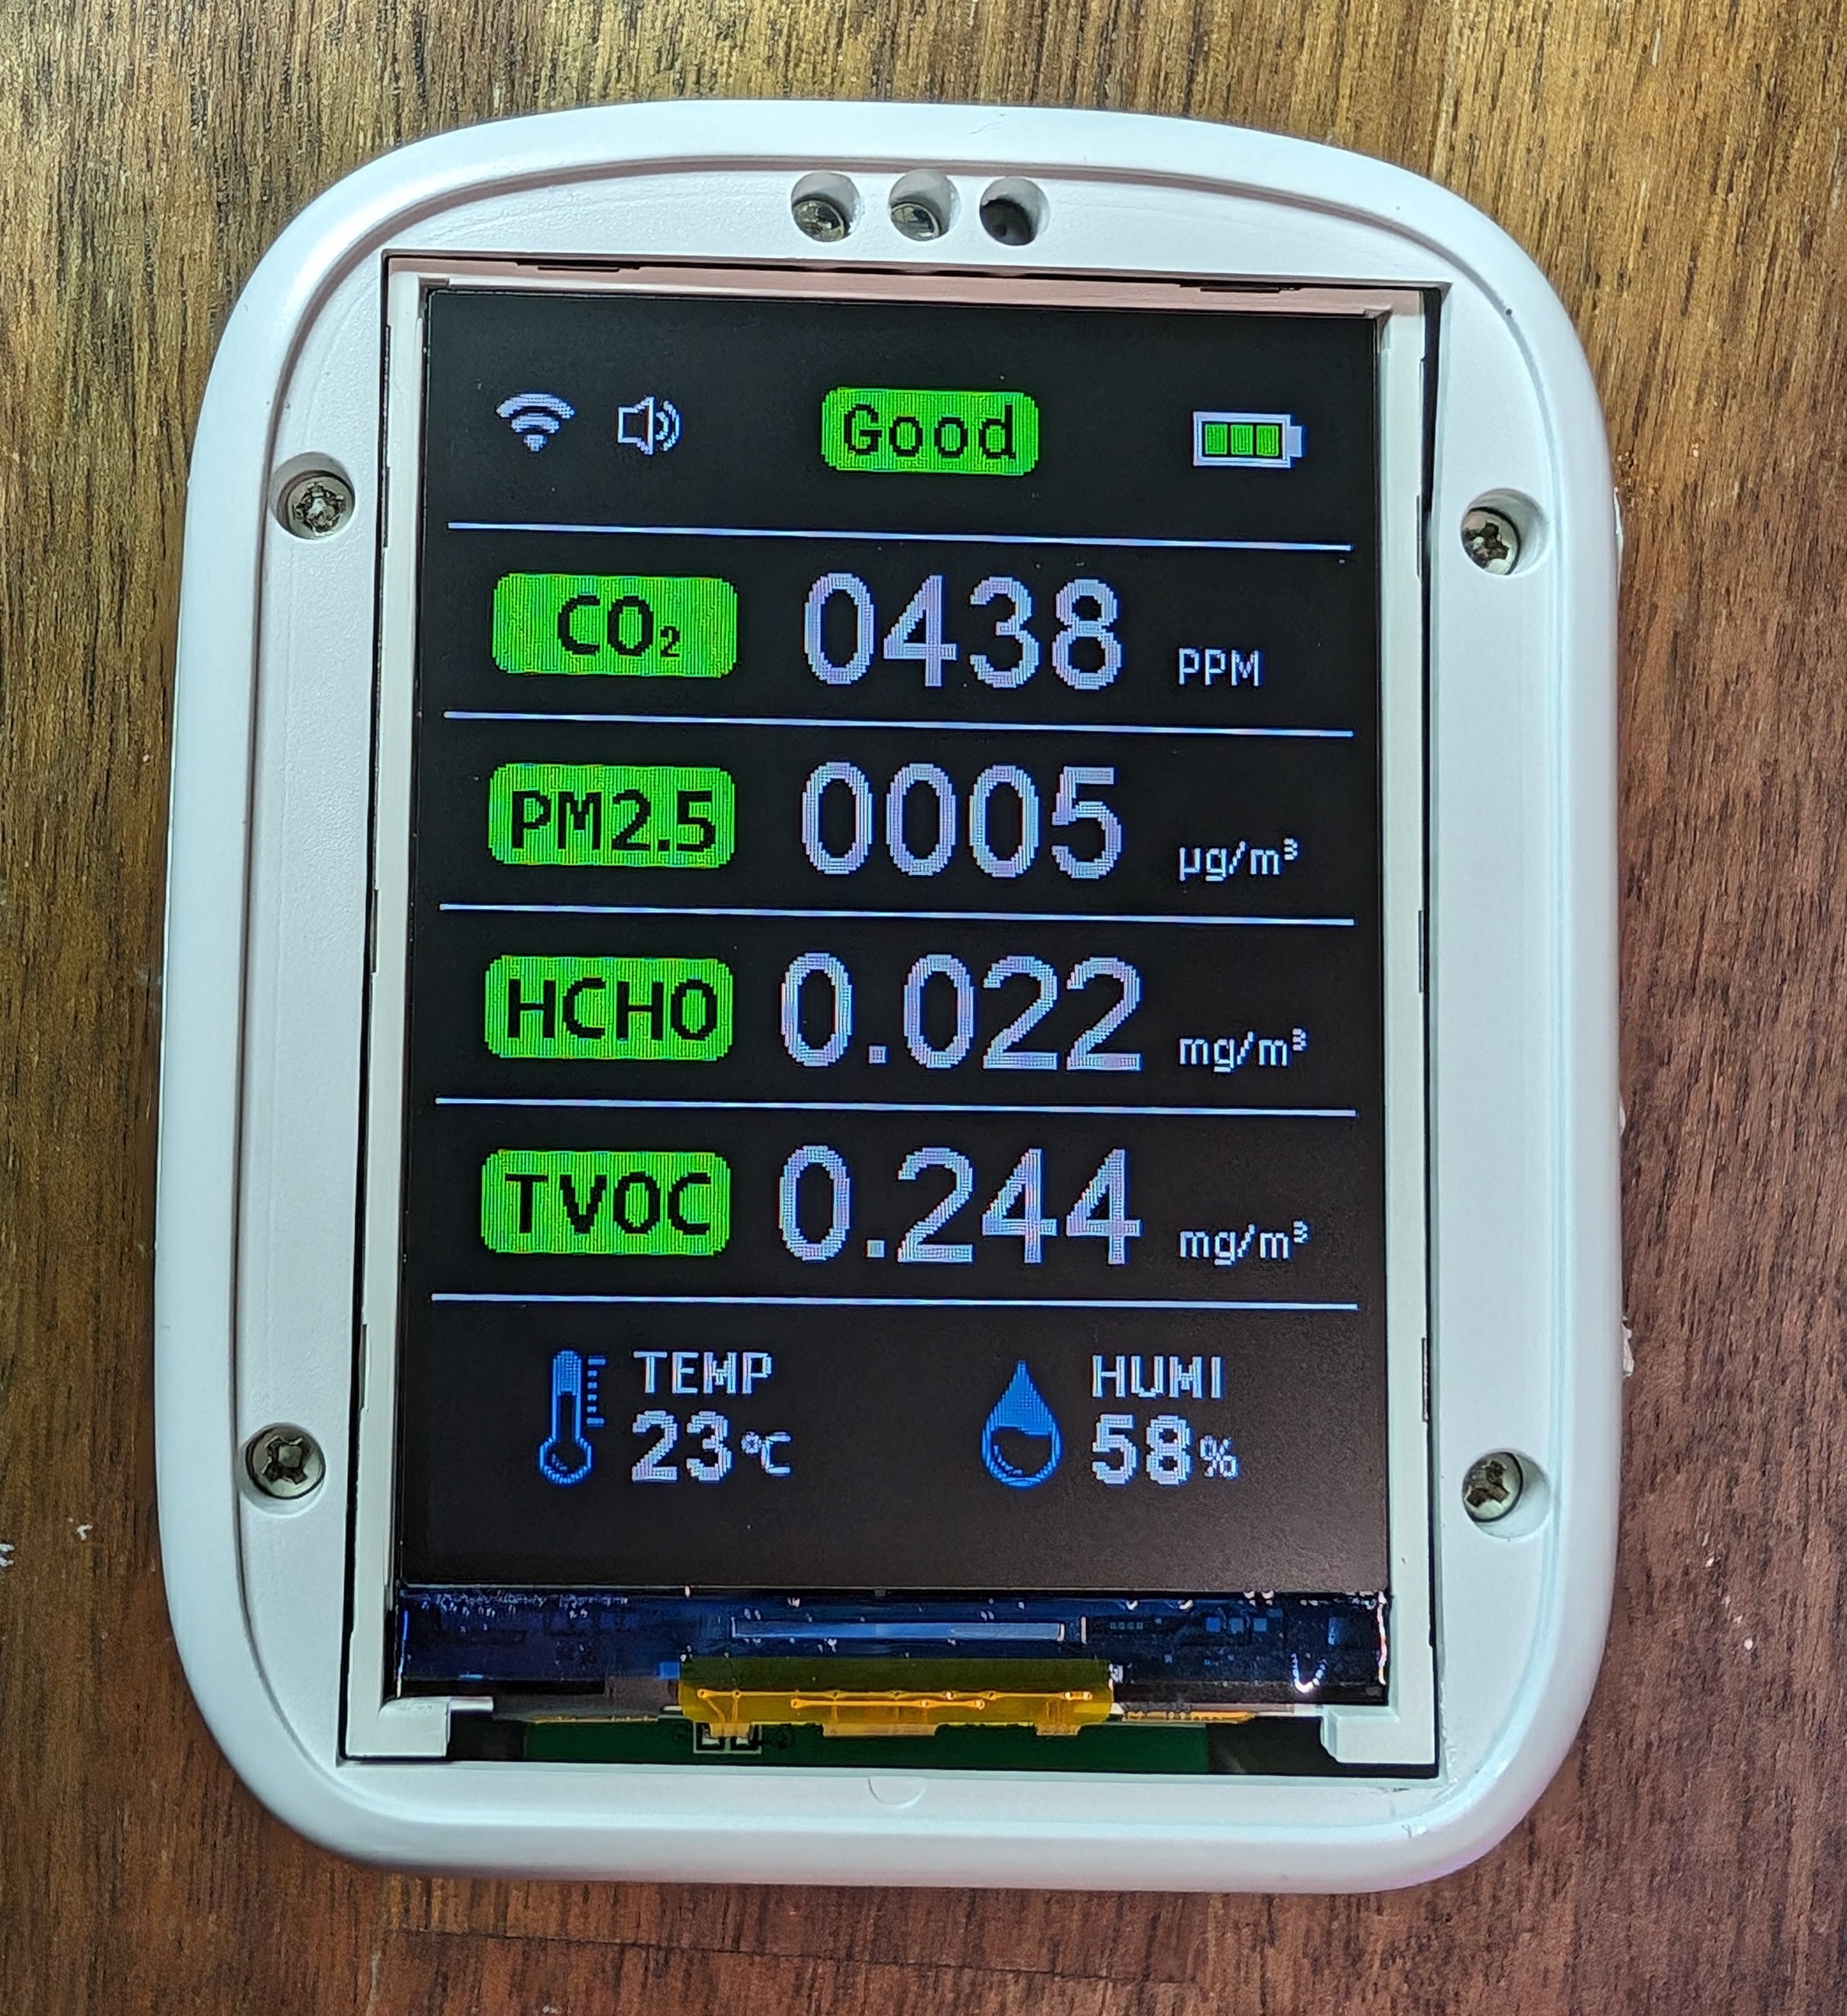 Good
CO₂ 0438 PPM
PM2.5 0005 µg/m³
HCHO 0.022 mg/m³
TVOC 0.244 mg/m³
TEMP HUMI
23℃ 58%